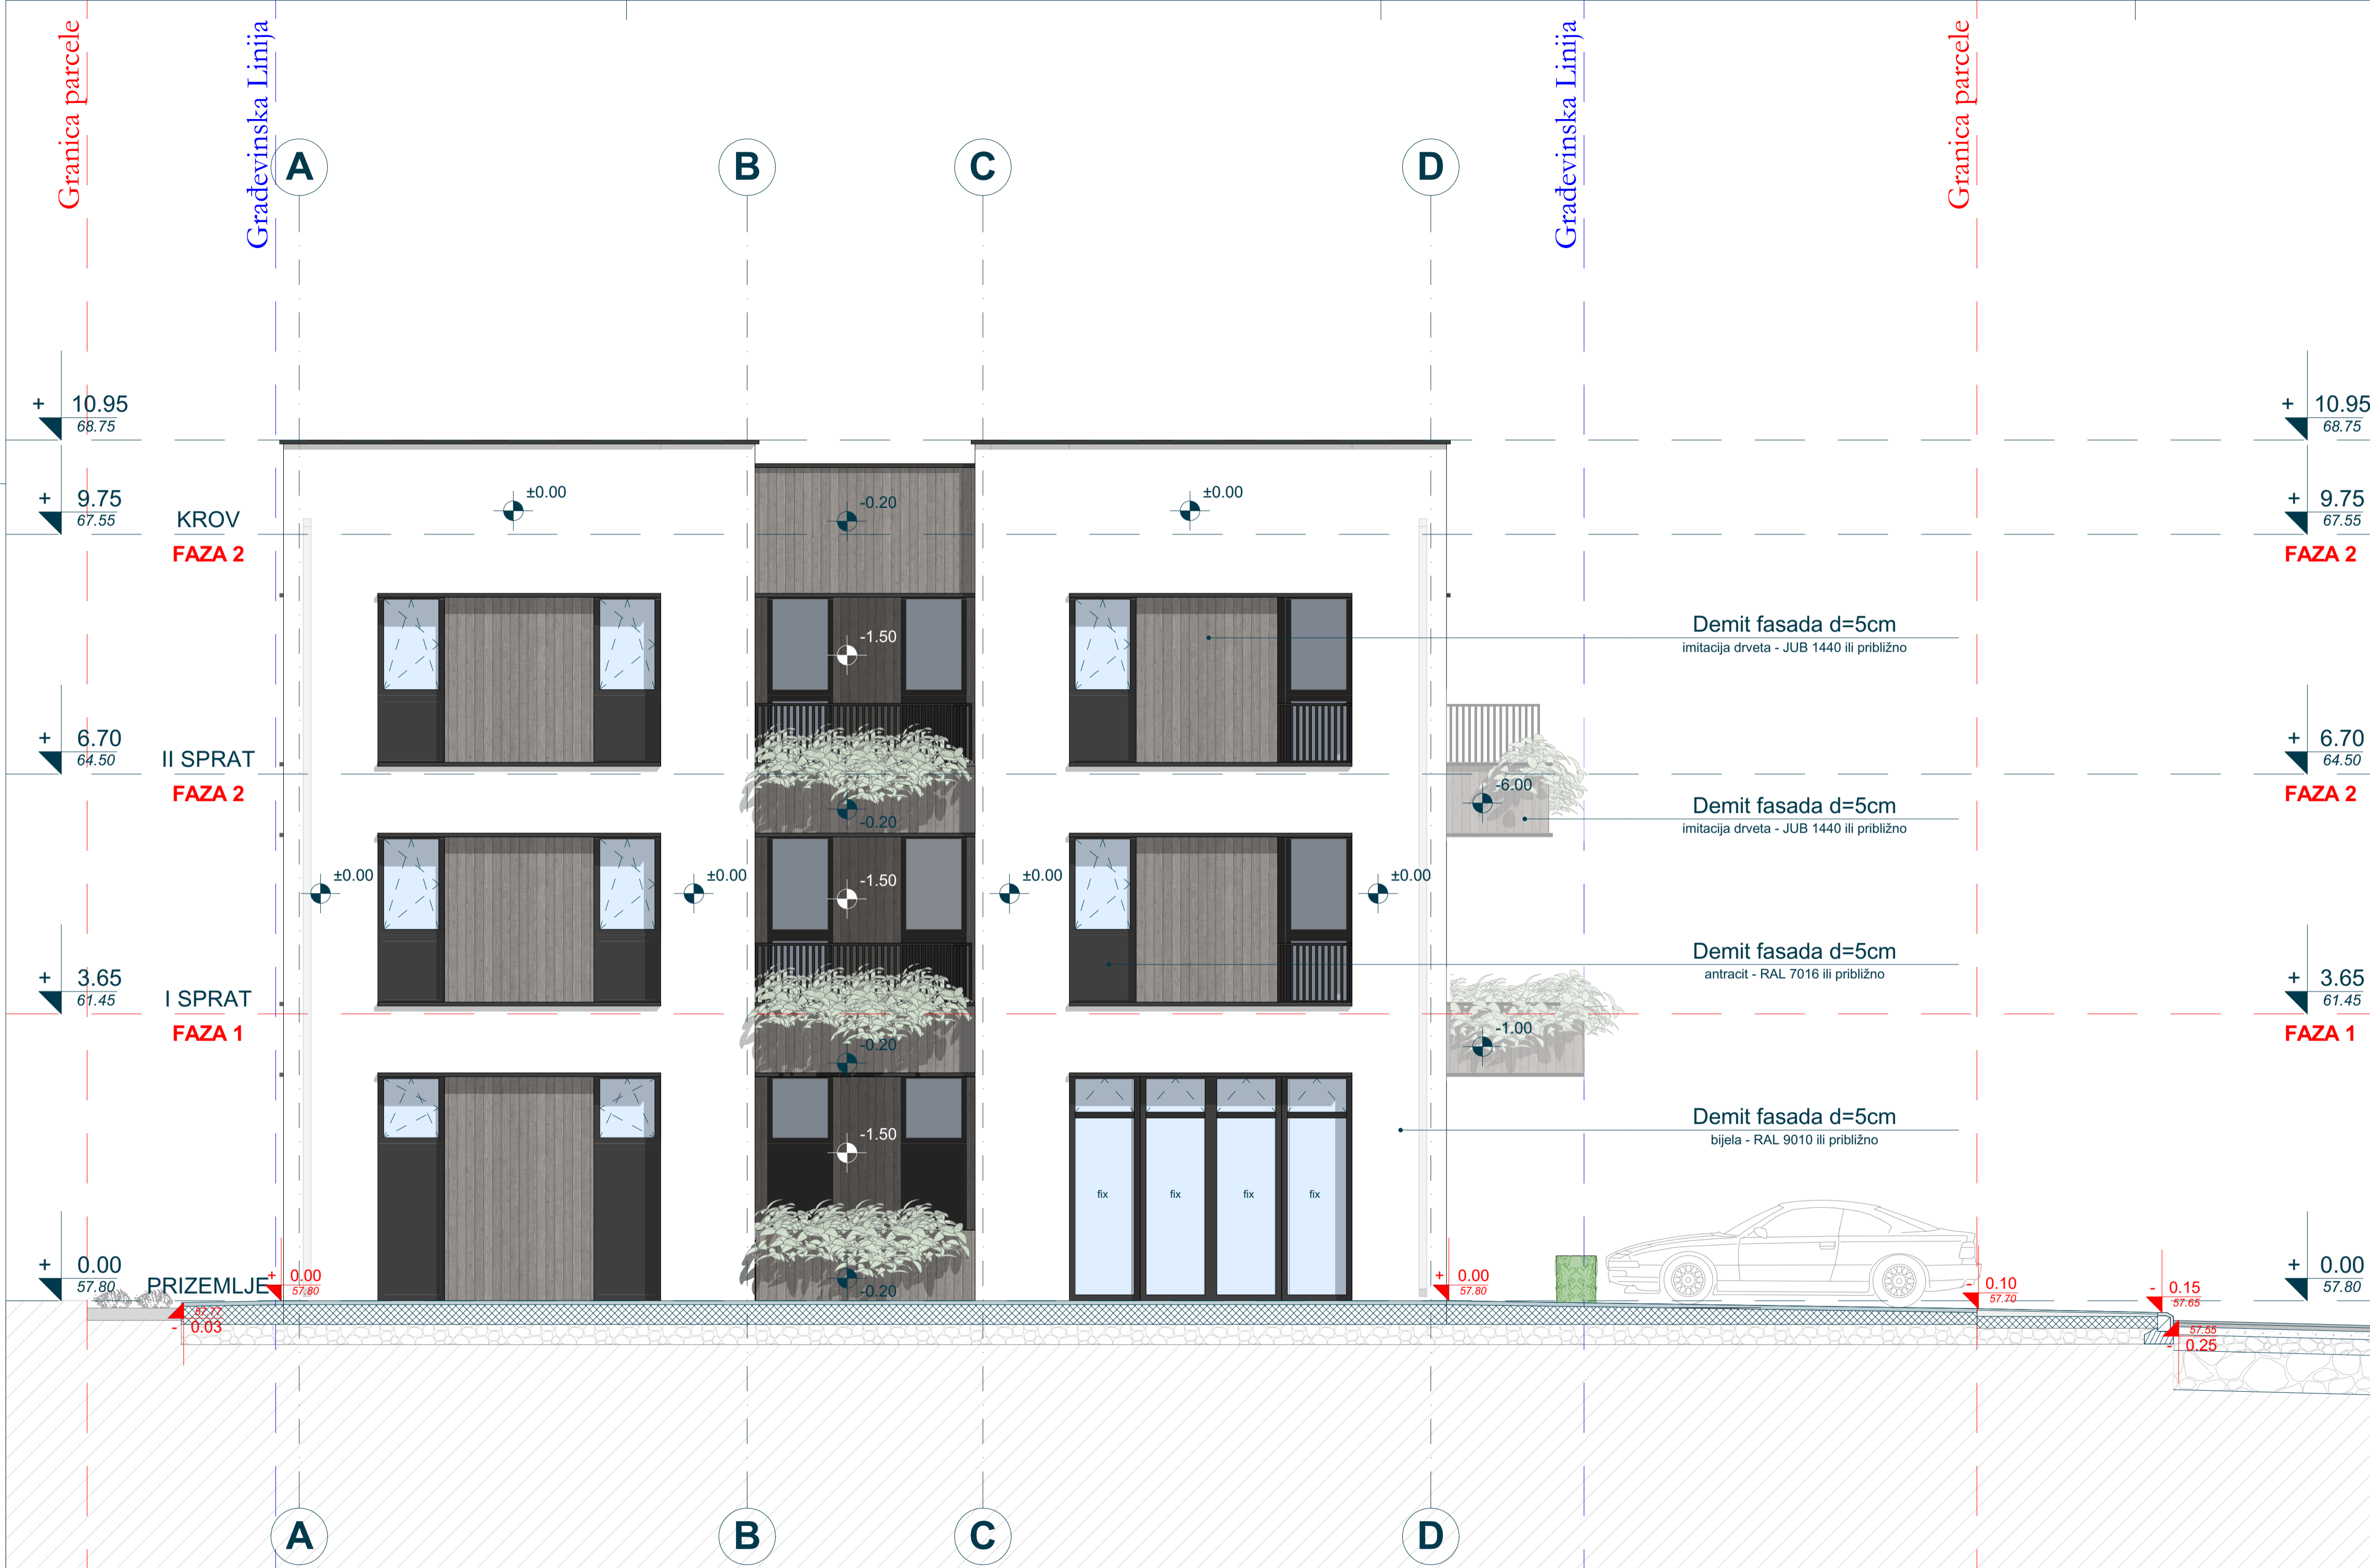 Granica parcele
Građevinska Linija
Građevinska Linija
Granica parcele
A
B
C
D
+ 10.95
68.75
+ 10.95
68.75
+ 9.75
67.55
KROV
FAZA 2
±0.00
-0.20
±0.00
+ 9.75
67.55
FAZA 2
-1.50
Demit fasada d=5cm
imitacija drveta - JUB 1440 ili približno
+ 6.70
64.50
II SPRAT
FAZA 2
+ 6.70
64.50
FAZA 2
-6.00
-0.20
Demit fasada d=5cm
imitacija drveta - JUB 1440 ili približno
±0.00
±0.00
-1.50
±0.00
±0.00
Demit fasada d=5cm
antracit - RAL 7016 ili približno
+ 3.65
61.45
I SPRAT
FAZA 1
+ 3.65
61.45
FAZA 1
-0.20
-1.00
-1.50
Demit fasada d=5cm
bijela - RAL 9010 ili približno
fix
fix
fix
fix
+ 0.00
57.80
PRIZEMLJE
+ 0.00
57.80
-0.20
+ 0.00
57.80
- 0.10
57.70
- 0.15
57.65
+ 0.00
57.80
57.77
- 0.03
57.55
- 0.25
A
B
C
D